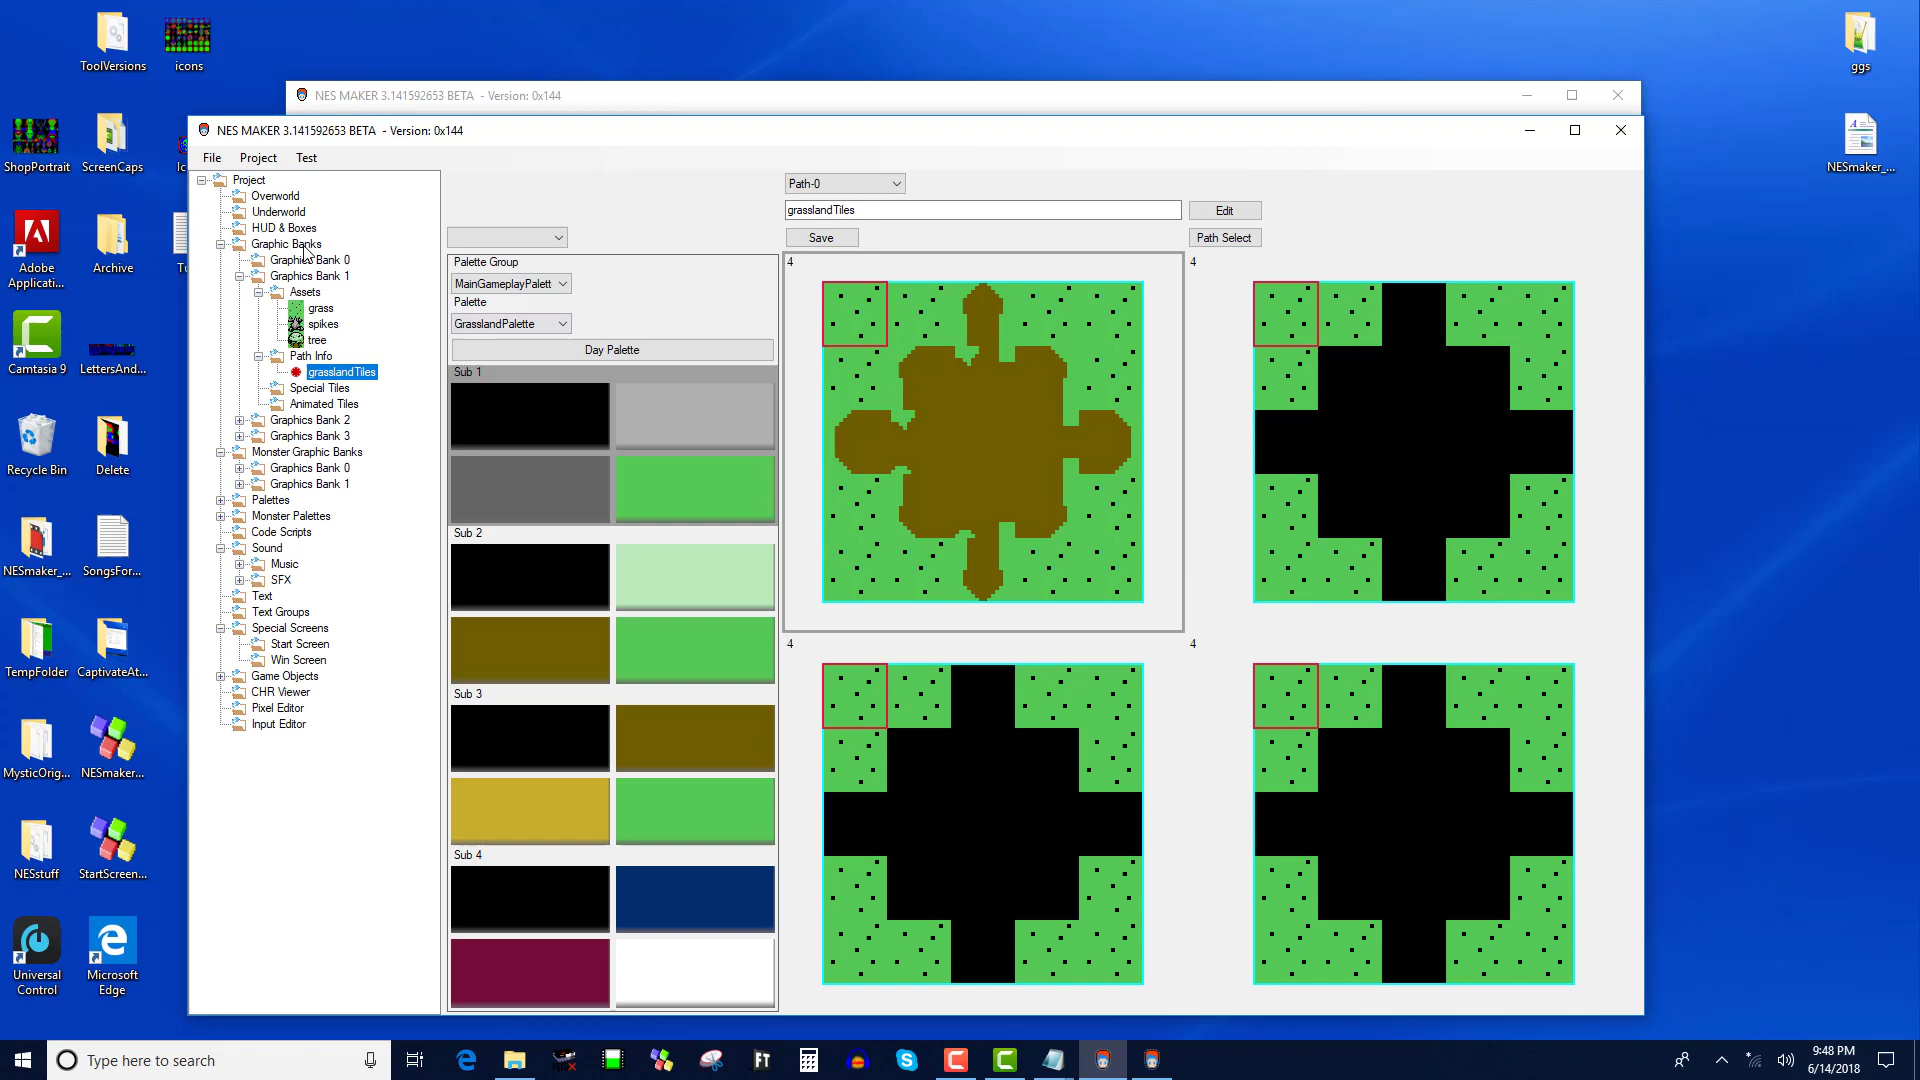 ToolVersions
icons
ggs
ShopPortrait
ScreenCaps
NESmaker_...
Adobe
Applicati...
Archive
Camtasia 9
LettersAnd...
Recycle Bin
Delete
NESmaker_...
SongsFor...
TempFolder
CaptivateAt...
MysticOrig...
NESmaker...
NESstuff
StartScreen...
Universal
Control
Microsoft
Edge
NES MAKER 3.141592653 BETA - Version: 0x144
NES MAKER 3.141592653 BETA - Version: 0x144
File
Project
Test
Project
Overworld
Underworld
HUD & Boxes
Graphic Banks
Graphics Bank 0
Graphics Bank 1
Assets
grass
spikes
tree
Path Info
grasslandTiles
Special Tiles
Animated Tiles
Graphics Bank 2
Graphics Bank 3
Monster Graphic Banks
Graphics Bank 0
Graphics Bank 1
Palettes
Monster Palettes
Code Scripts
Sound
Music
SFX
Text
Text Groups
Special Screens
Start Screen
Win Screen
Game Objects
CHR Viewer
Pixel Editor
Input Editor
Palette Group
MainGameplayPalett
Palette
GrasslandPalette
Day Palette
Sub 1
Sub 2
Sub 3
Sub 4
Path-0
grasslandTiles
Edit
Save
Path Select
4
4
4
4
Type here to search
FT
9:48 PM
6/14/2018